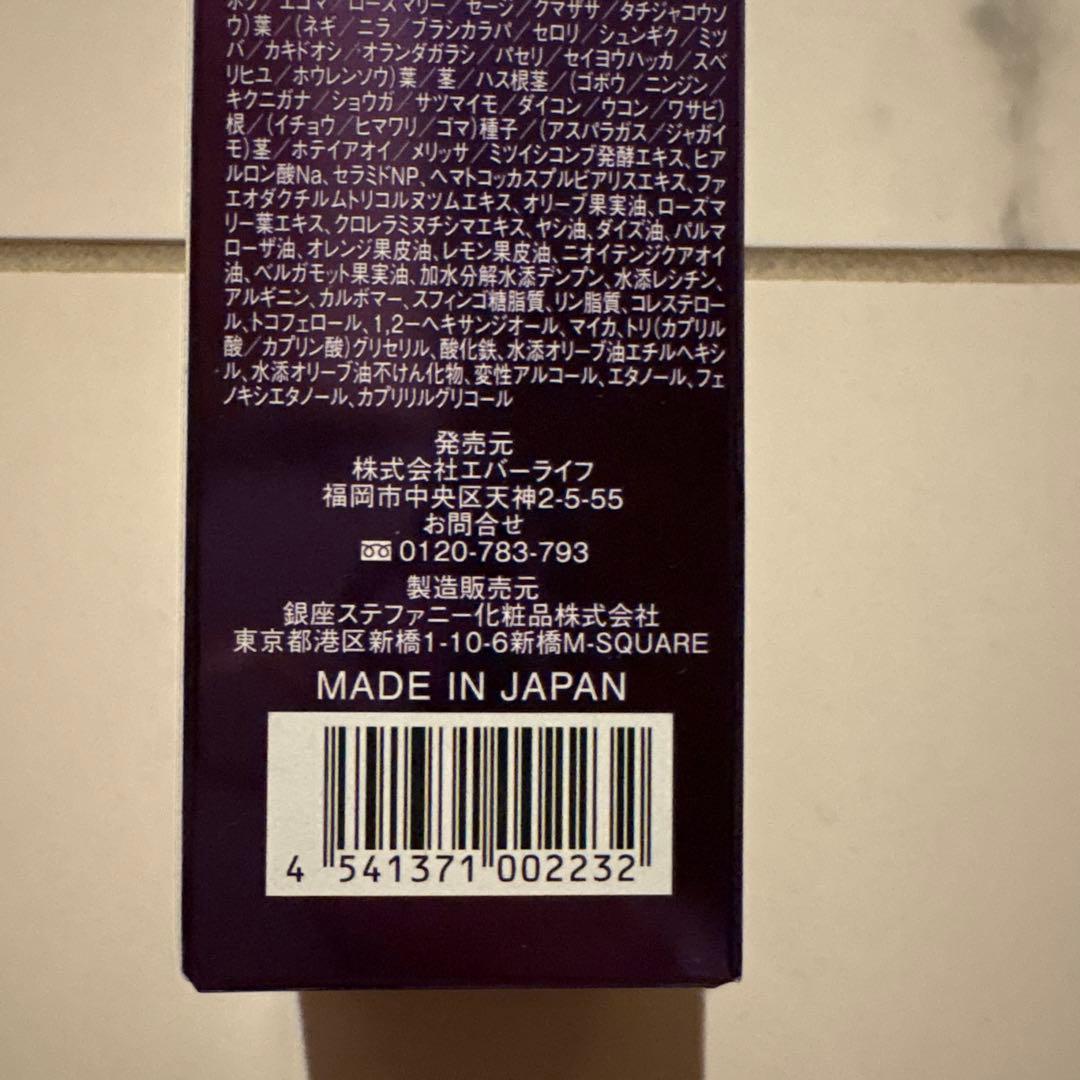 ボウ/エゴマ/ローズマリー/セージ/クマザサ/タチジャコウソ
ウ)葉/(ネギ/ニラ/ブラシカラパ/セロリ/シュンギク/ミツ
バ/カキドオシ/オランダガラシ/パセリ/セイヨウハッカ/スベ
リヒユ/ホウレンソウ)葉/茎/ハス根茎/(ゴボウ/ニンジン/
キクニガナ/ショウガ/サツマイモ/ダイコン/ウコン/ワサビ)
根/(イチョウ/ヒマワリ/ゴマ)種子/(アスパラガス/ジャガイ
モ)茎/ホテイアオイ/メリッサ/ミツイシコンブ発酵エキス、ヒア
ルロン酸Na、セラミドNP、ヘマトコッカスプルビアリスエキス、ファ
エオダクチルムトリコルヌツムエキス、オリーブ果実油、ローズマ
リー葉エキス、クロレラミヌチシマエキス、ヤシ油、ダイズ油、パルマ
ローザ油、オレンジ果皮油、レモン果皮油、ニオイテンジクアオイ
油、ベルガモット果実油、加水分解水添デンプン、水添レシチン、
アルギニン、カルボマー、スフィンゴ糖脂質、リン脂質、コレステロー
ル、トコフェロール、1,2-ヘキサンジオール、マイカ、トリ(カプリル
酸/カプリン酸)グリセリル、酸化鉄、水添オリーブ油エチルヘキシ
ル、水添オリーブ油不けん化物、変性アルコール、エタノール、フェ
ノキシエタノール、カプリリルグリコール
発売元
株式会社エバーライフ
福岡市中央区天神2-5-55
お問合せ
0120-783-793
製造販売元
銀座ステファニー化粧品株式会社
東京都港区新橋1-10-6新橋M-SQUARE
MADE IN JAPAN
4 541371 002232